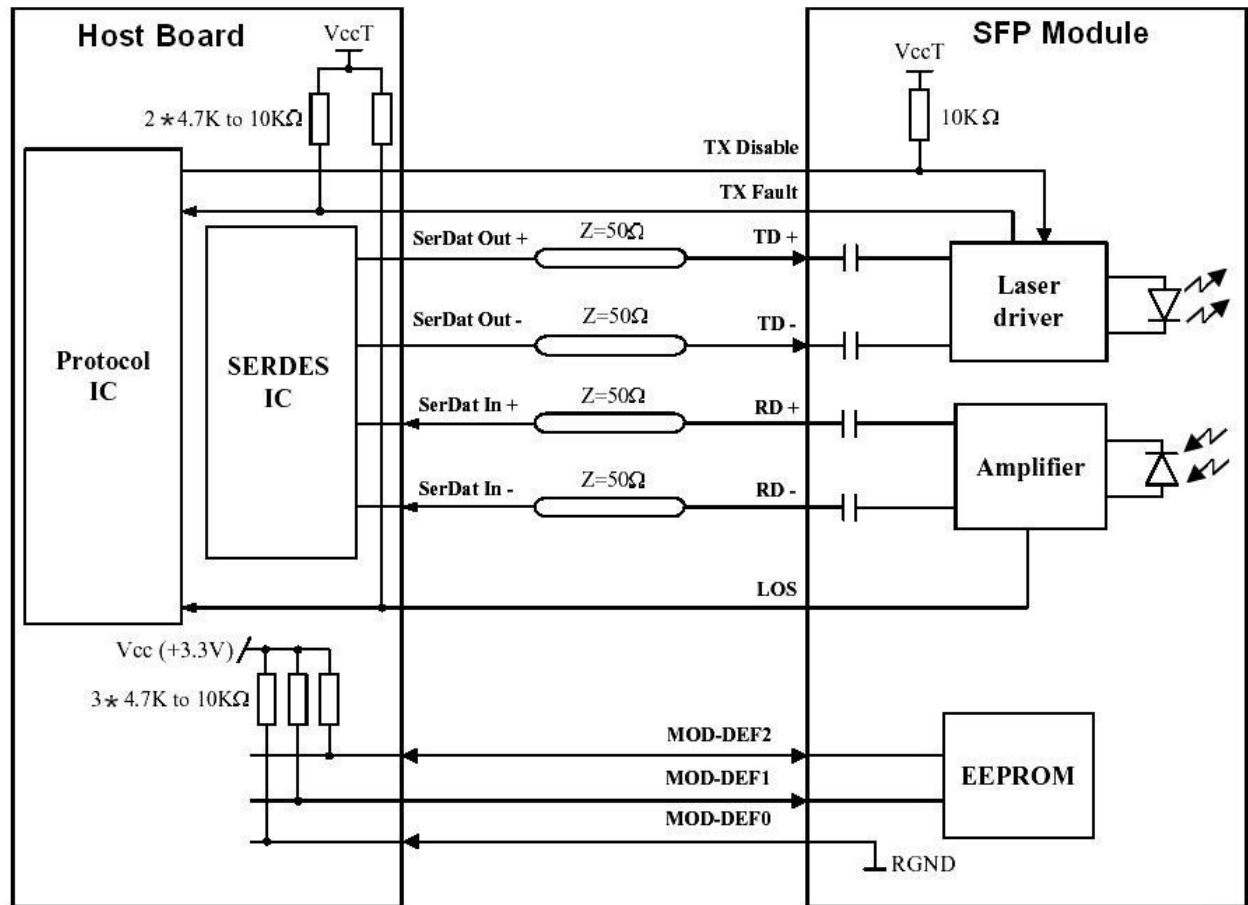 Host Board
SFP Module
VccT
VccT
2*4.7K to 10KΩ
10KΩ
TX Disable
TX Fault
SerDat Out +
Z=50Ω
TD +
Laser
driver
SerDat Out -
Z=50Ω
TD -
Protocol
IC
SERDES
IC
SerDat In +
Z=50Ω
RD +
Amplifier
SerDat In -
Z=50Ω
RD -
LOS
Vcc (+3.3V)
3* 4.7K to 10KΩ
MOD-DEF2
MOD-DEF1
MOD-DEF0
EEPROM
RGND